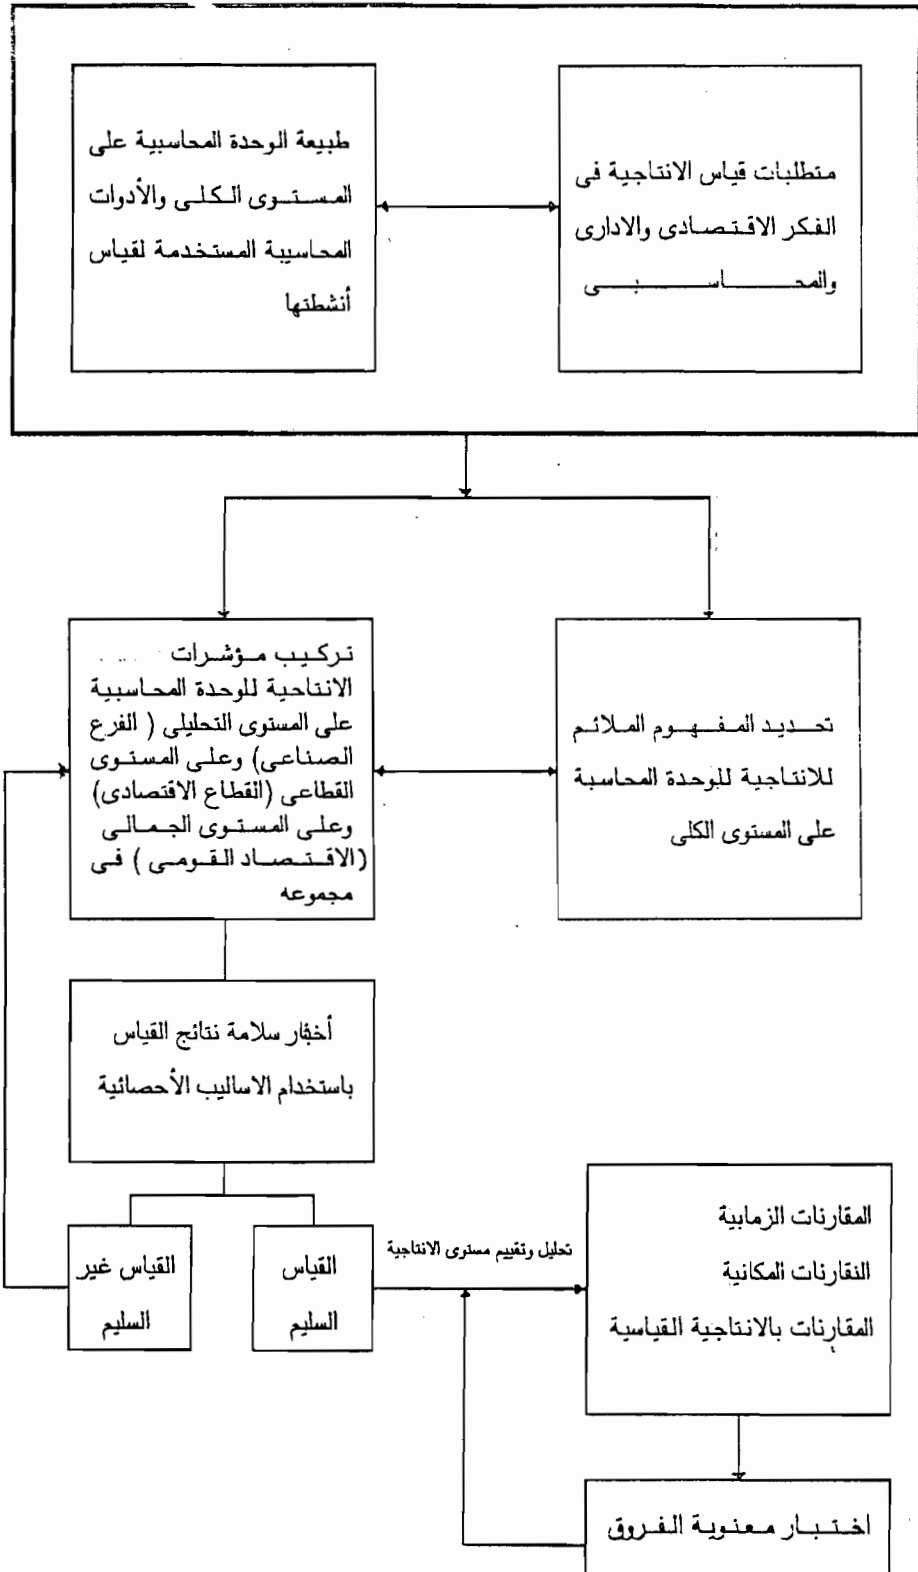 متطلبات قياس الانتاجية فى
الفكر الاقتصادى والادارى
والمحاسبى
طبيعة الوحدة المحاسبية على
المستوى الكلى والأدوات
المحاسبية المستخدمة لقياس
أنشطتها
تحديد المفهوم الملائم
للانتاجية للوحدة المحاسبة
على المستوى الكلى
تركيب مؤشرات
الانتاحية للوحدة المحاسبية
على المستوى التحليلى ( الفرع
الصناعى) وعلى المستوى
القطاعى (القطاع الاقتصادى)
وعلى المستوى الجمالى
(الاقتصاد القومى ) فى
مجموعه
أختبار سلامة نتائج القياس
باستخدام الاساليب الأحصائية
القياس
السليم
القياس غير
السليم
تحليل وتقييم مستوى الانتاجية
المقارنات الزمابية
النقارنات المكانية
المقارنات بالانتاجية القياسية
اختبار معنوية الفروق